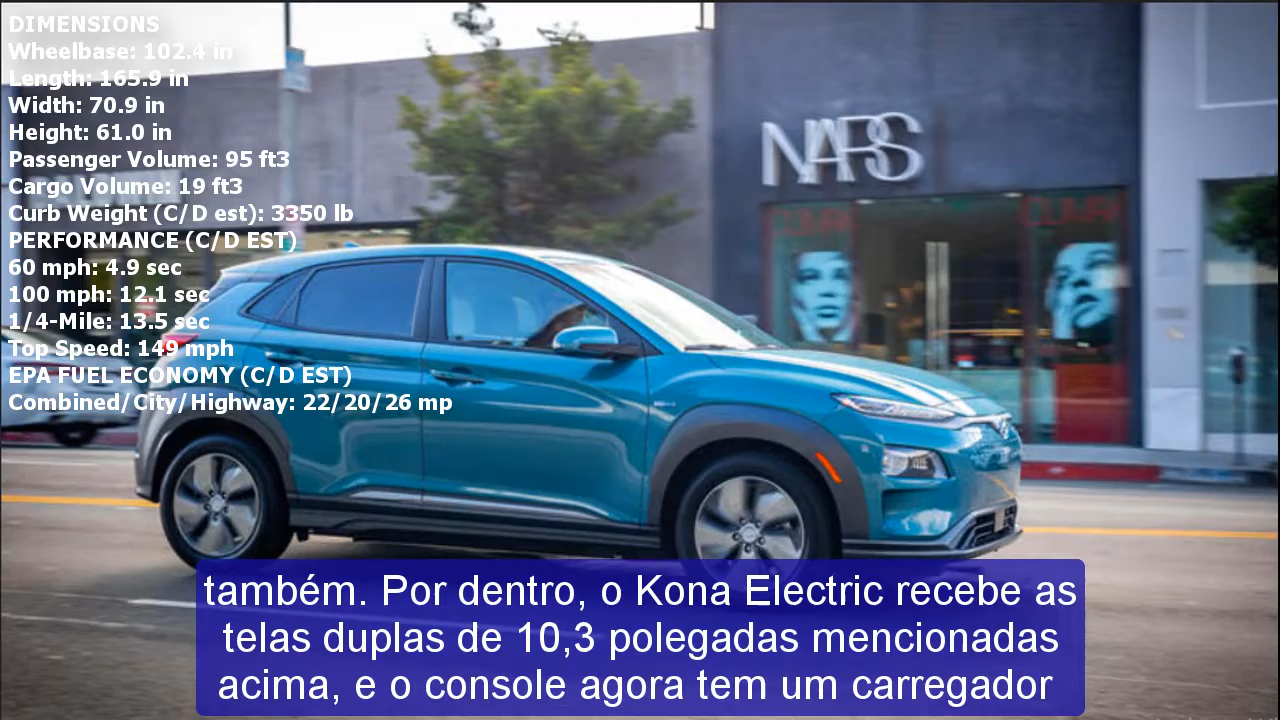 DIMENSIONS
Wheelbase: 102.4 in
Length: 165.9 in
Width: 70.9 in
Height: 61.0 in
Passenger Volume: 95 ft3
Cargo Volume: 19 ft3
Curb Weight (C/D est): 3350 lb
PERFORMANCE (C/D EST)
60 mph: 4.9 sec
100 mph: 12.1 sec
1/4-Mile: 13.5 sec
Top Speed: 149 mph
EPA FUEL ECONOMY (C/D EST)
Combined/City/Highway: 22/20/26 mp
NARS
também. Por dentro, o Kona Electric recebe as
telas duplas de 10,3 polegadas mencionadas
acima, e o console agora tem um carregador